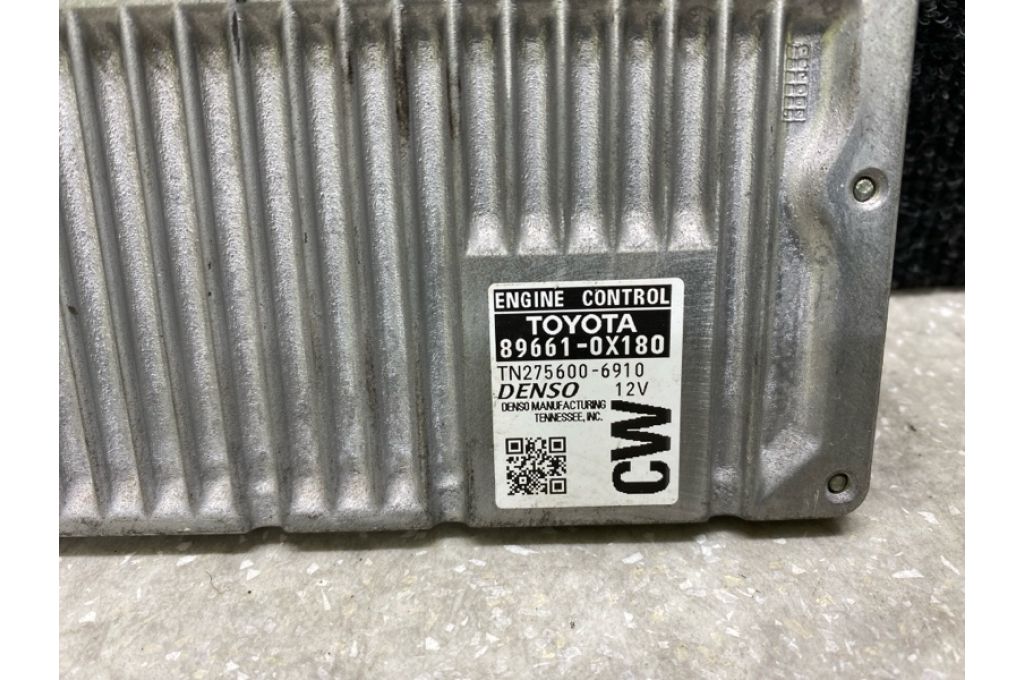 ENGINE CONTROL
TOYOTA
89661-0X180
TN275600-6910
DENSO 12V
DENSO MANUFACTURING
TENNESSEE, INC.
CW